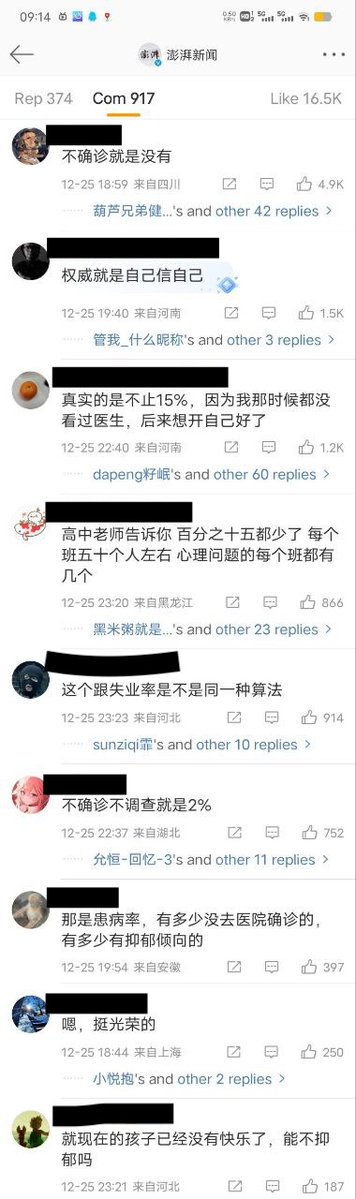 09:14
0.50 KB/s HD 5G 5G
澎湃 澎湃新闻
Rep 374 Com 917 Like 16.5K
不确诊就是没有
12-25 18:59 来自四川 4.9K
葫芦兄弟健...'s and other 42 replies >
权威就是自己信自己
12-25 19:40 来自河南 1.5K
管我_什么昵称's and other 3 replies >
真实的是不止15%，因为我那时候都没
看过医生，后来想开自己好了
12-25 22:40 来自河南 1.2K
dapeng籽岷's and other 60 replies >
高中老师告诉你 百分之十五都少了 每个
班五十个人左右 心理问题的每个班都有
几个
12-25 23:20 来自黑龙江 866
黑米粥就是...'s and other 23 replies >
这个跟失业率是不是同一种算法
12-25 23:23 来自河北 914
sunziqi霏's and other 10 replies >
不确诊不调查就是2%
12-25 22:37 来自湖北 752
允恒-回忆-3's and other 11 replies >
那是患病率，有多少没去医院确诊的，
有多少有抑郁倾向的
12-25 19:54 来自安徽 397
嗯，挺光荣的
12-25 18:44 来自上海 250
小悦抱's and other 2 replies >
就现在的孩子已经没有快乐了，能不抑
郁吗
12-25 23:21 来自河北 187